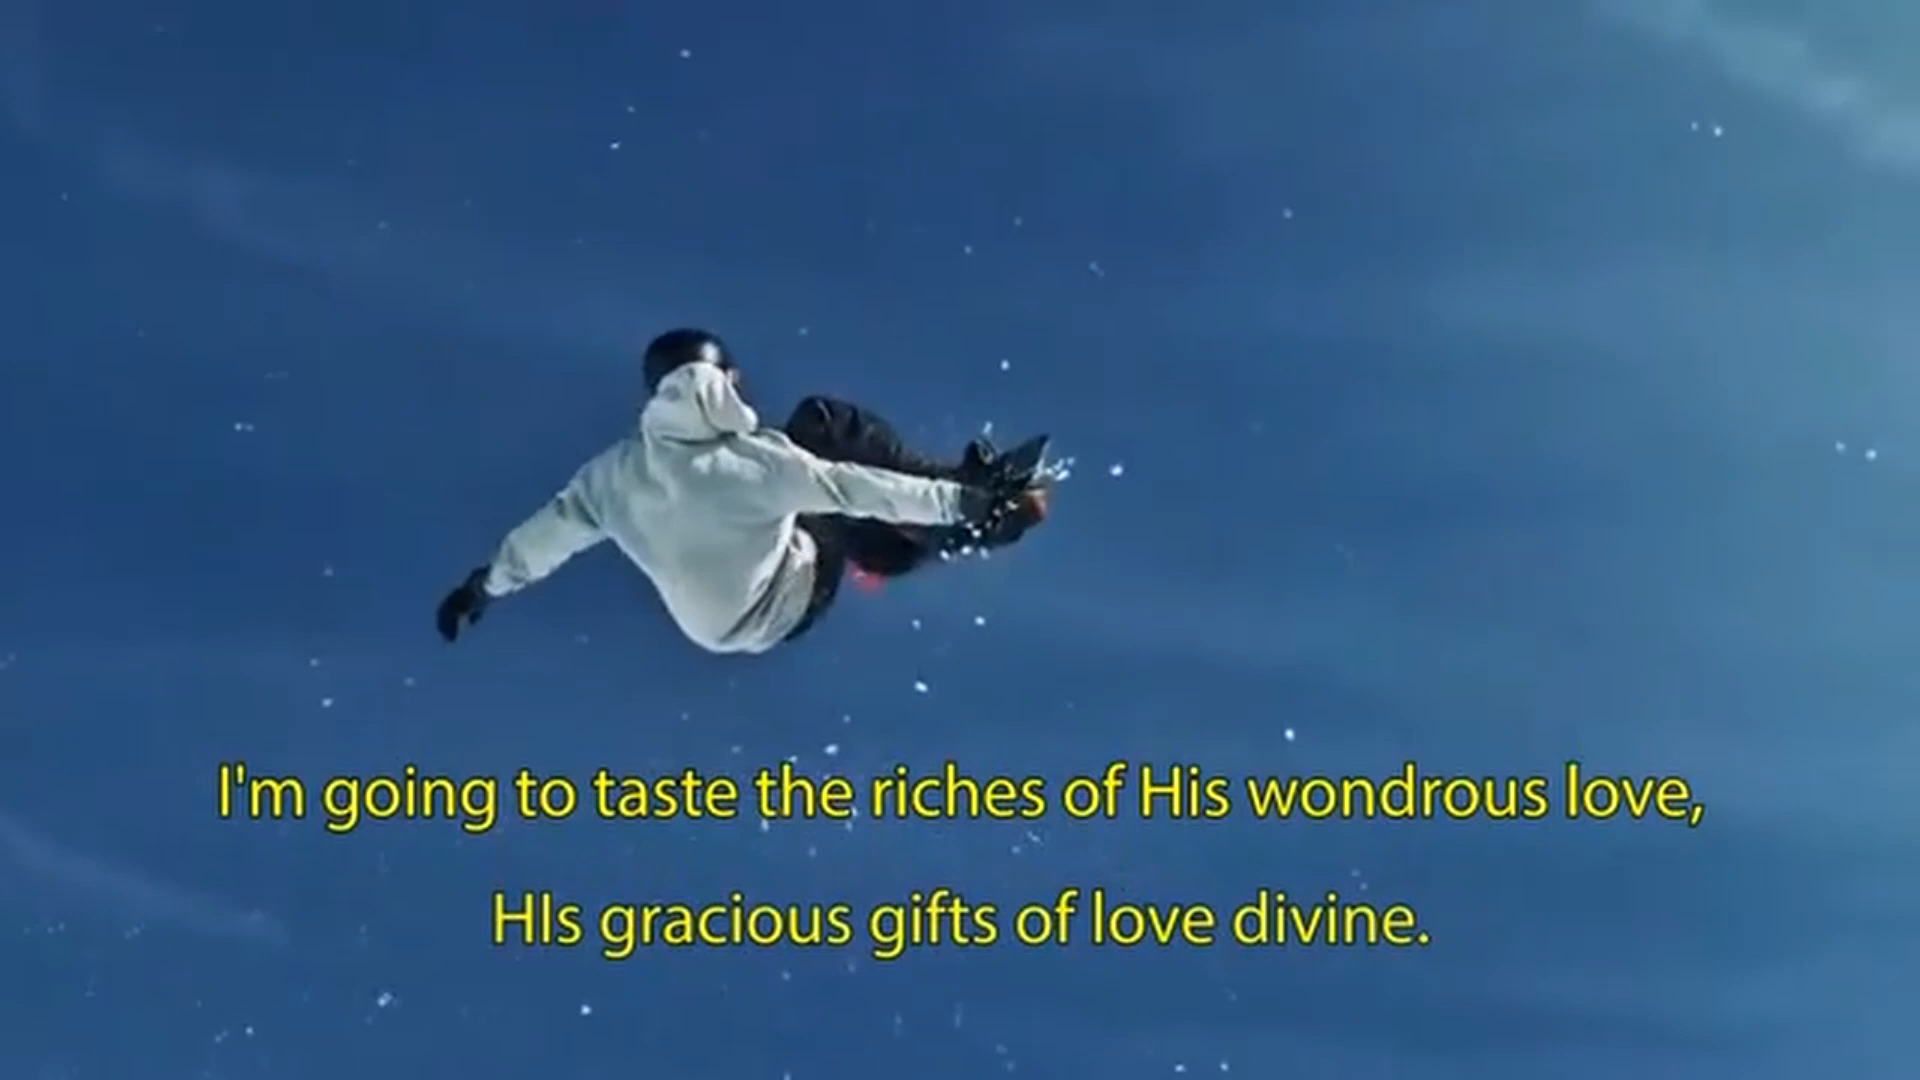 I'm going to taste the riches of His wondrous love,
HIs gracious gifts of love divine.